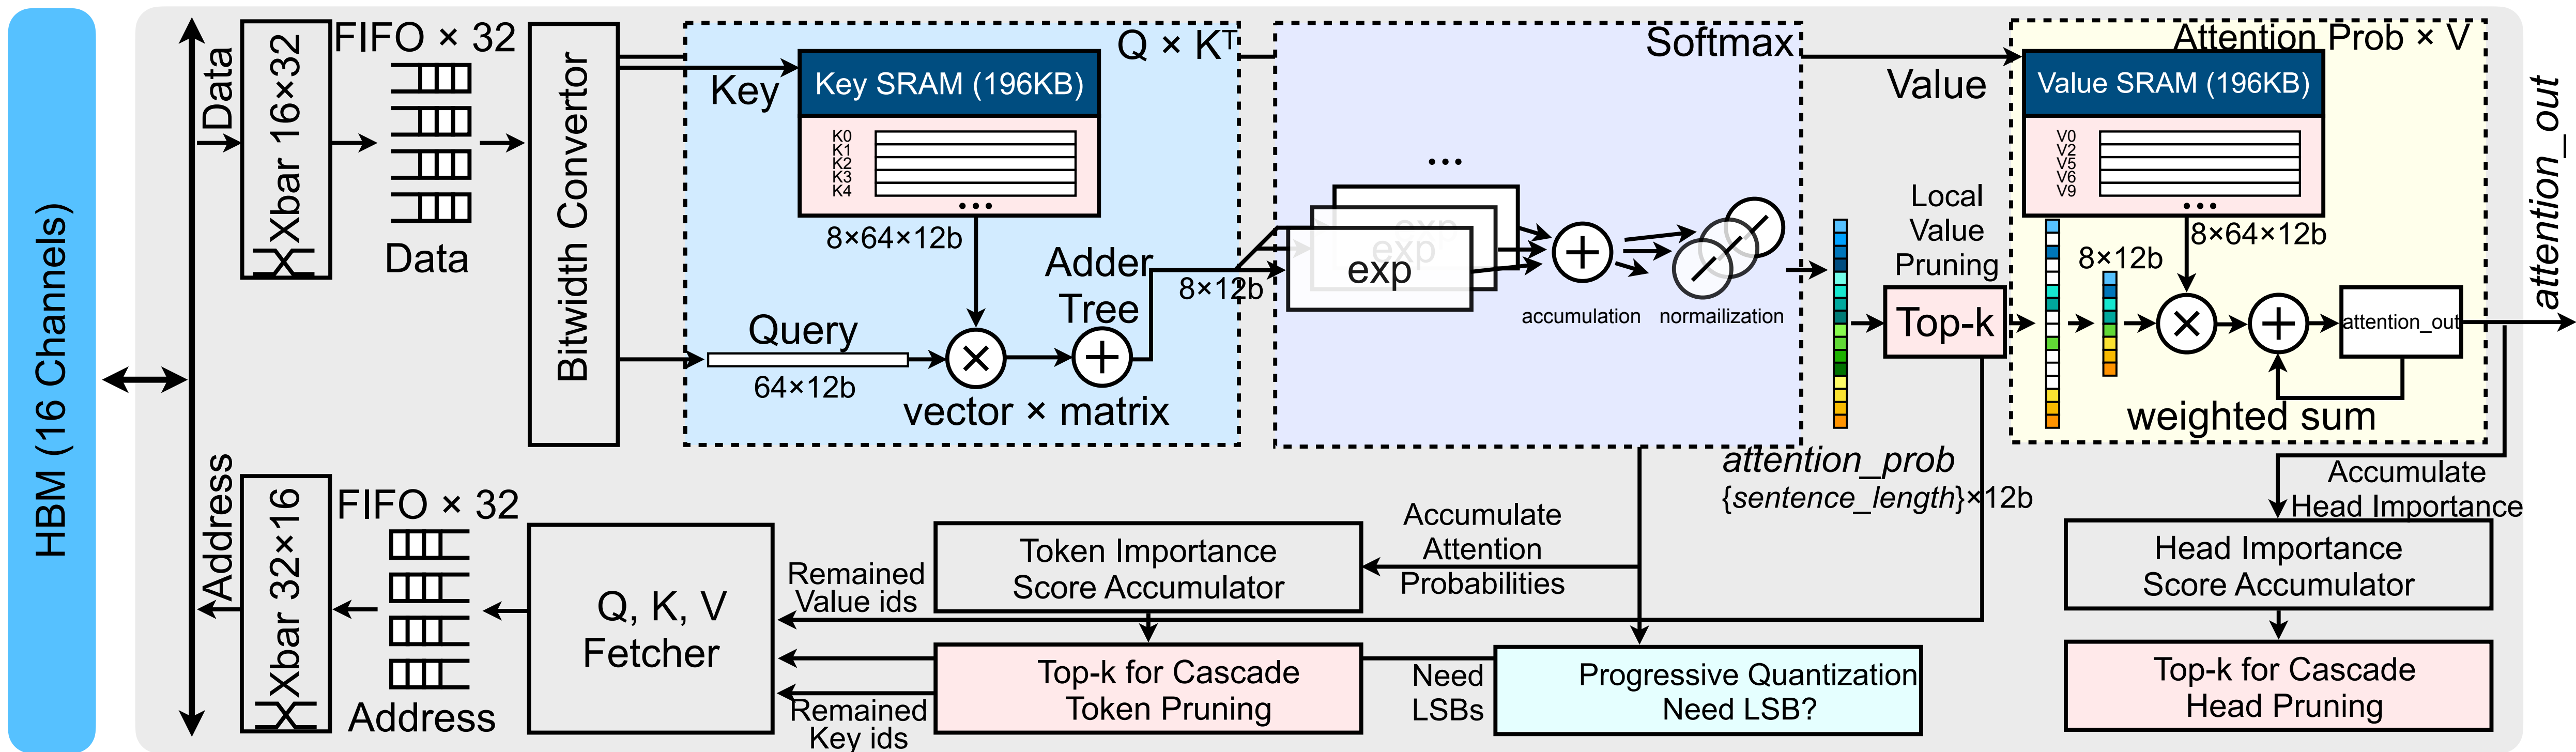 HBM (16 Channels)
Data
Xbar 16×32
FIFO × 32
Data
Bitwidth Convertor
Q × Kᵀ
Key
Key SRAM (196KB)
K0
K1
K2
K3
K4
...
8×64×12b
Query
64×12b
Adder
Tree
vector × matrix
8×12b
Softmax
...
exp
exp
exp
accumulation
normailization
attention_prob
{sentence_length}×12b
Local
Value
Pruning
Top-k
Value
Attention Prob × V
Value SRAM (196KB)
V0
V2
V5
V6
V9
...
8×64×12b
8×12b
attention_out
weighted sum
attention_out
Address
Xbar 32×16
FIFO × 32
Address
Q, K, V
Fetcher
Remained
Value ids
Remained
Key ids
Token Importance
Score Accumulator
Top-k for Cascade
Token Pruning
Accumulate
Attention
Probabilities
Need
LSBs
Progressive Quantization
Need LSB?
Accumulate
Head Importance
Head Importance
Score Accumulator
Top-k for Cascade
Head Pruning